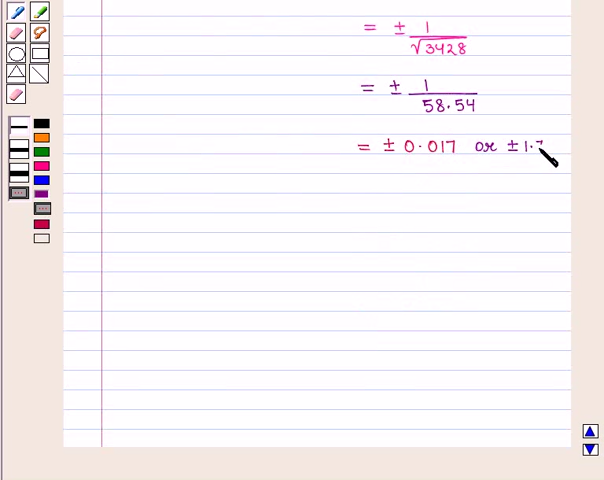 = ± 1/√3428
= ± 1/58.54
= ± 0.017 or ± 1.